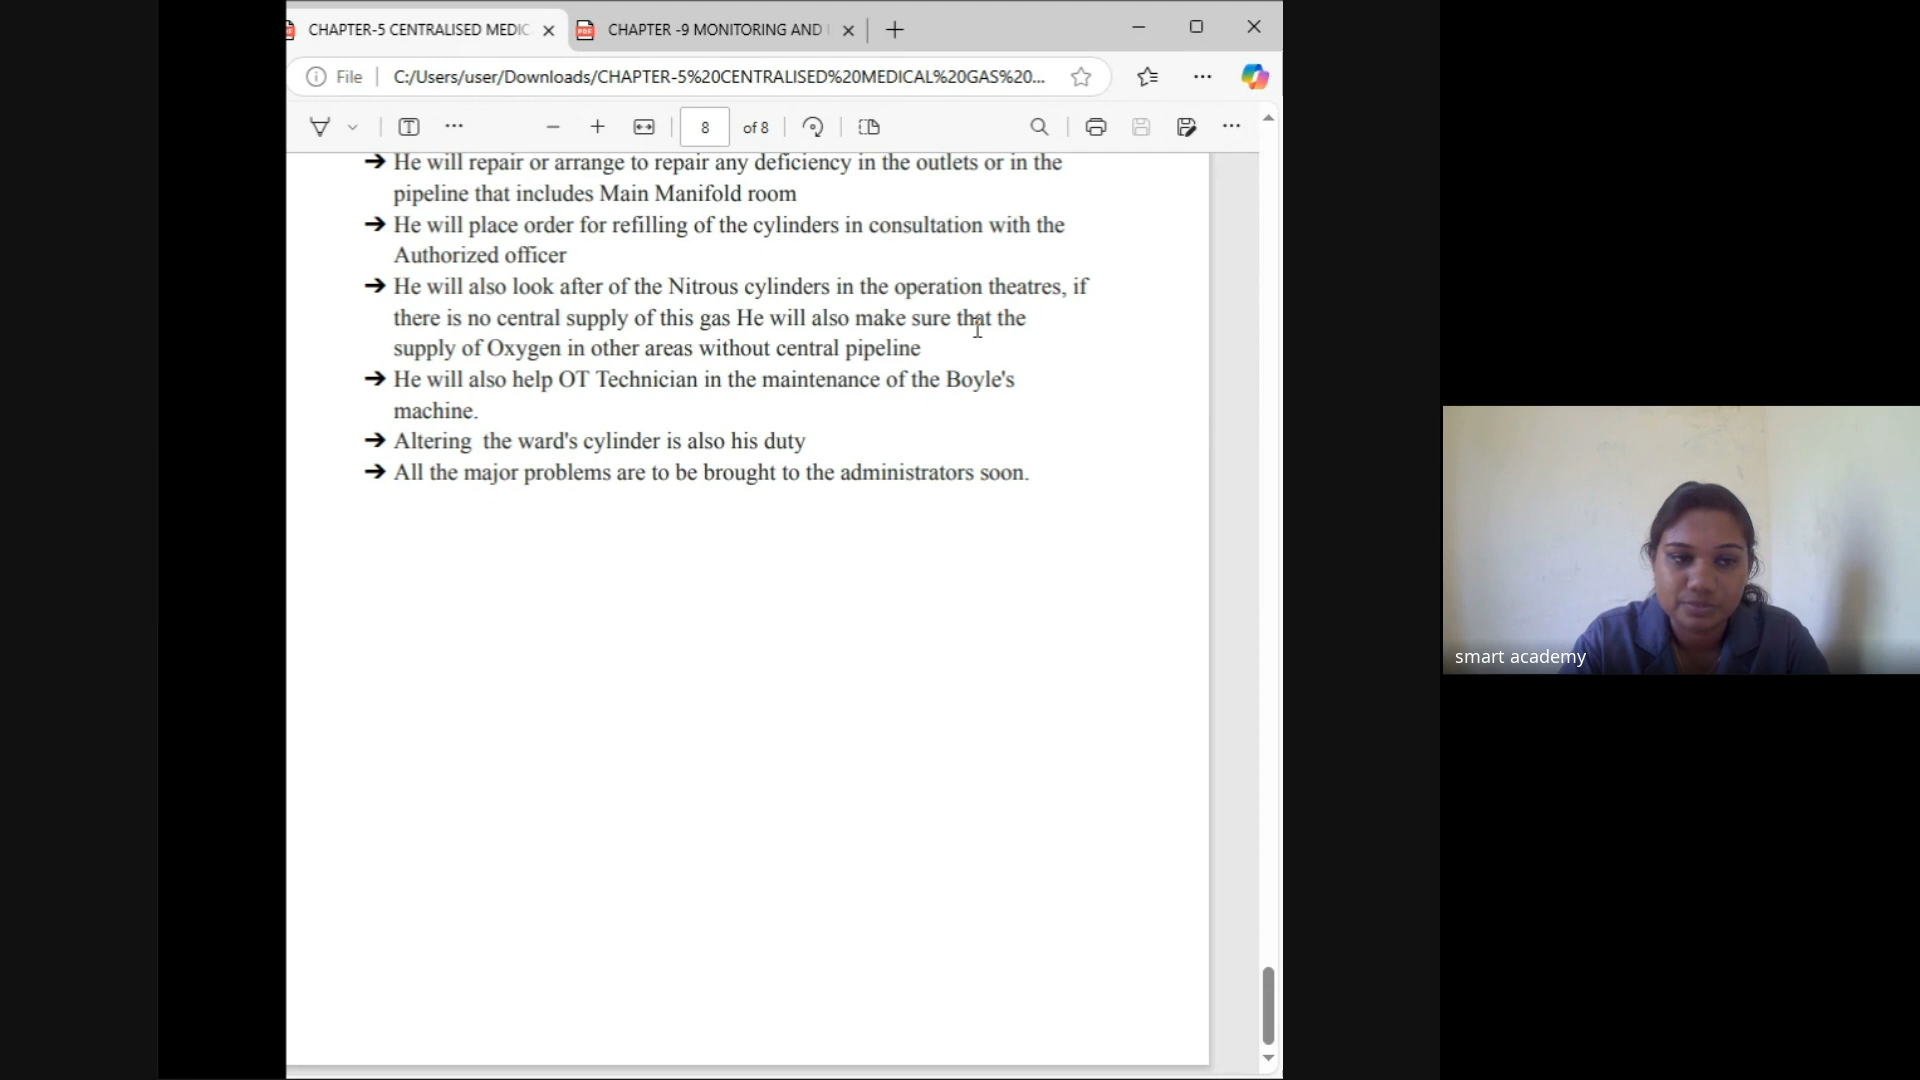 CHAPTER-5 CENTRALISED MEDIC
CHAPTER -9 MONITORING AND
File
C:/Users/user/Downloads/CHAPTER-5%20CENTRALISED%20MEDICAL%20GAS%20...
8 of 8
➔ He will repair or arrange to repair any deficiency in the outlets or in the
pipeline that includes Main Manifold room
➔ He will place order for refilling of the cylinders in consultation with the
Authorized officer
➔ He will also look after of the Nitrous cylinders in the operation theatres, if
there is no central supply of this gas He will also make sure that the
supply of Oxygen in other areas without central pipeline
➔ He will also help OT Technician in the maintenance of the Boyle's
machine.
➔ Altering  the ward's cylinder is also his duty
➔ All the major problems are to be brought to the administrators soon.
smart academy